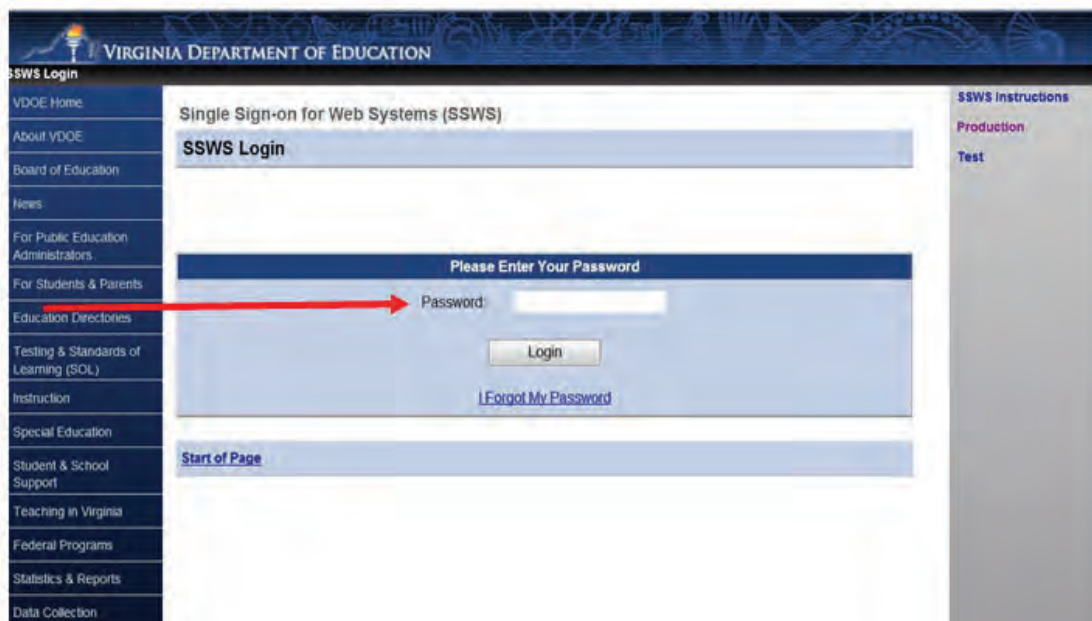 VIRGINIA DEPARTMENT OF EDUCATION
SSWS Login
VDOE Home
About VDOE
Board of Education
News
For Public Education
Administrators
For Students & Parents
Education Directories
Testing & Standards of
Learning (SOL)
Instruction
Special Education
Student & School
Support
Teaching in Virginia
Federal Programs
Statistics & Reports
Data Collection
Single Sign-on for Web Systems (SSWS)
SSWS Login
Please Enter Your Password
Password:
Login
I Forgot My Password
Start of Page
SSWS Instructions
Production
Test